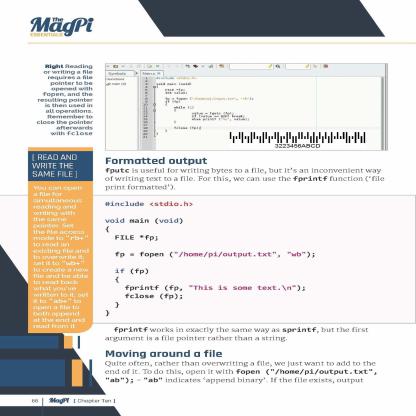 The
MagPi
ESSENTIALS
Right Reading
or writing a file
requires a file
pointer to be
opened with
fopen, and the
resulting pointer
is then used in
all operations.
Remember to
close the pointer
afterwards
with fclose
Symbols
void main (void)
3223456ABCD
[ READ AND
WRITE THE
SAME FILE ]
You can open
a file for
simultaneous
reading and
writing with
the same
pointer. Set
the file access
mode to "rb+"
to read an
existing file and
to overwrite it;
set it to "wb+"
to create a new
file and be able
to read back
what you've
written to it; set
it to "ab+" to
open a file to
both append
at the end and
read from it
Formatted output
fputc is useful for writing bytes to a file, but it's an inconvenient way
of writing text to a file. For this, we can use the fprintf function ('file
print formatted').
#include <stdio.h>
void main (void)
{
FILE *fp;
fp = fopen ("/home/pi/output.txt", "wb");
if (fp)
{
fprintf (fp, "This is some text.\n");
fclose (fp);
}
}
fprintf works in exactly the same way as sprintf, but the first
argument is a file pointer rather than a string.
Moving around a file
Quite often, rather than overwriting a file, we just want to add to the
end of it. To do this, open it with fopen ("/home/pi/output.txt",
"ab"); - "ab" indicates 'append binary'. If the file exists, output
66
MagPi
[ Chapter Ten ]